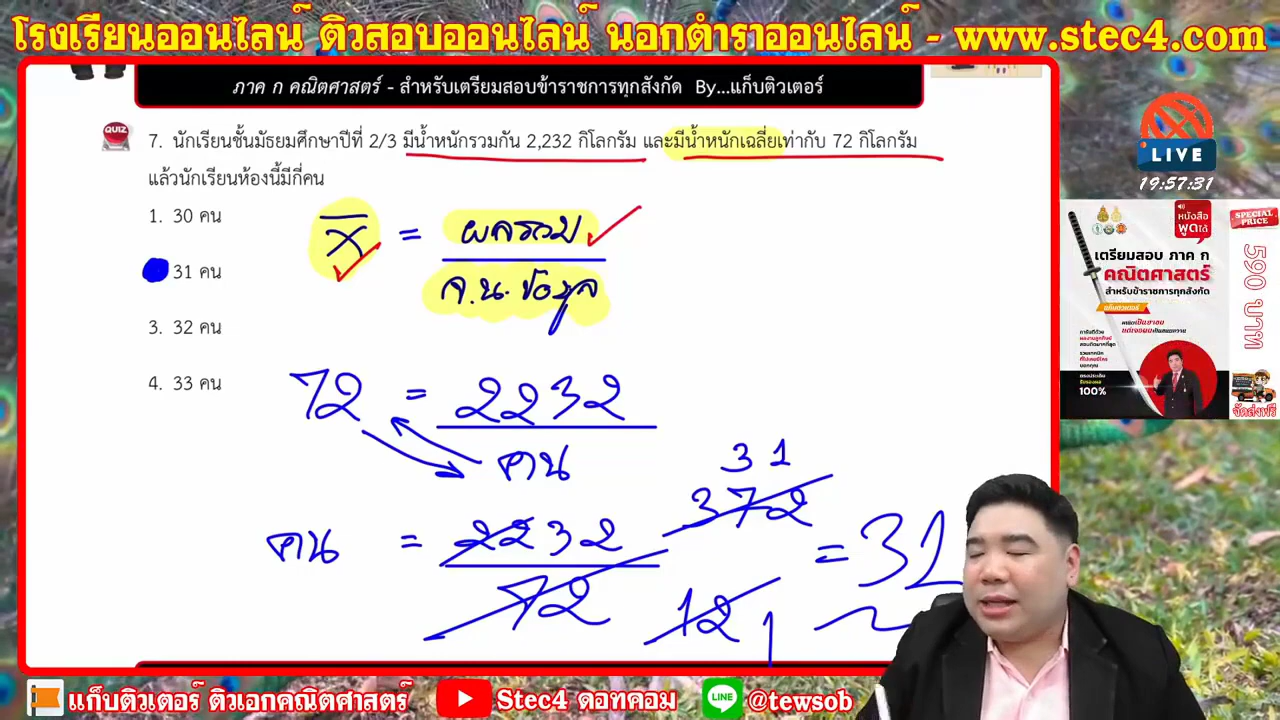 โรงเรียนออนไลน์ ติวสอบออนไลน์ นอกตำราออนไลน์ - www.stec4.com
ภาค ก คณิตศาสตร์ - สำหรับเตรียมสอบข้าราชการทุกสังกัด By...แก๊บติวเตอร์
QUIZ
7. นักเรียนชั้นมัธยมศึกษาปีที่ 2/3 มีน้ำหนักรวมกัน 2,232 กิโลกรัม และมีน้ำหนักเฉลี่ยเท่ากับ 72 กิโลกรัม
แล้วนักเรียนห้องนี้มีกี่คน
1. 30 คน
31 คน
3. 32 คน
4. 33 คน
x̄ = ผลรวม
จ.น. ข้อมูล
72 = 2232
คน
31
372
คน = 2232
= 31
72
12
1
LIVE
19:57:31
หนังสือ
พูดได้
SPECIAL
PRICE
เตรียมสอบ ภาค ก
คณิตศาสตร์
สำหรับข้าราชการทุกสังกัด
100%
590 บาท
จัดส่งฟรี
แก๊บติวเตอร์ ติวเอกคณิตศาสตร์
Stec4 ดอทคอม
LINE
@tewsob